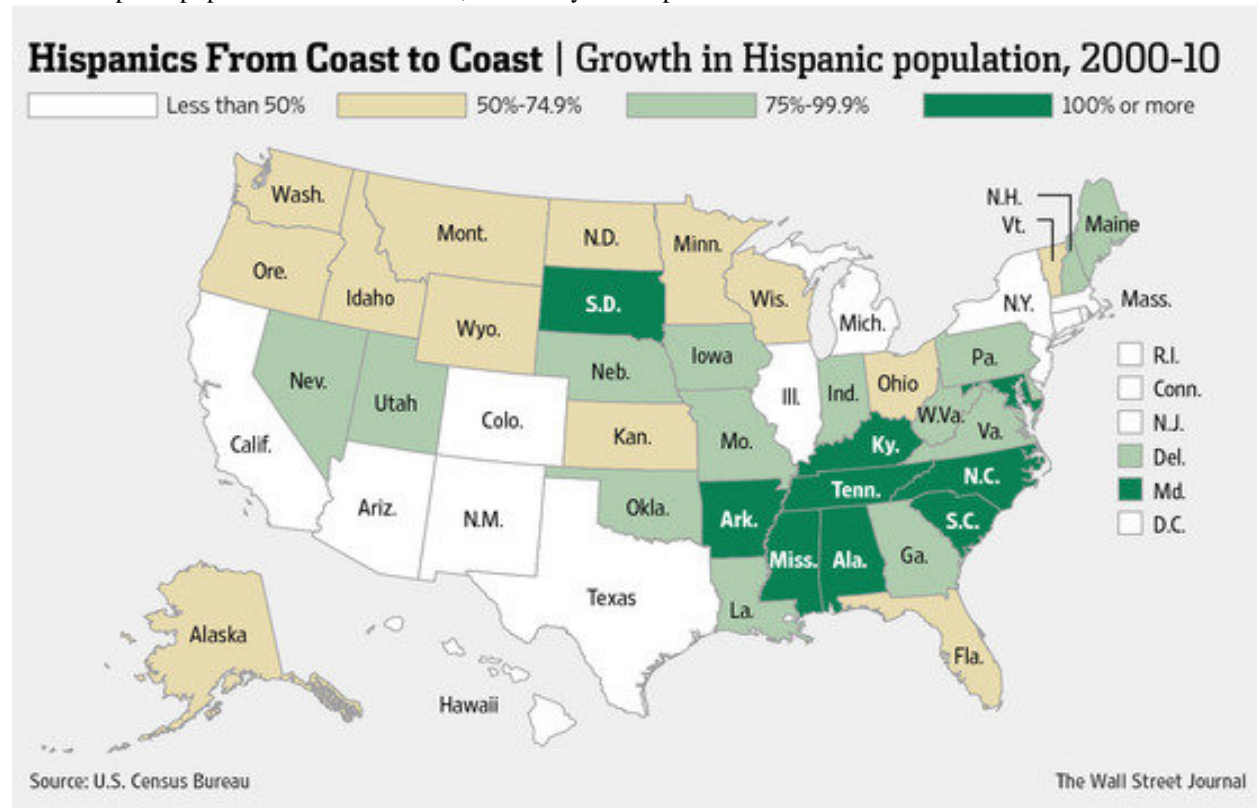 Hispanics From Coast to Coast | Growth in Hispanic population, 2000-10
Less than 50% 50%-74.9% 75%-99.9% 100% or more
Wash.
Mont.
N.D.
Minn.
N.H.
Vt.
Maine
Ore.
Idaho
Wyo.
S.D.
Wis.
Mich.
N.Y.
Mass.
Nev.
Utah
Colo.
Neb.
Iowa
Ill.
Ind.
Ohio
Pa.
R.I.
Conn.
N.J.
Del.
Md.
D.C.
Calif.
Kan.
Mo.
Ky.
W.Va.
Va.
Ariz.
N.M.
Okla.
Ark.
Tenn.
N.C.
S.C.
Texas
La.
Miss.
Ala.
Ga.
Fla.
Alaska
Hawaii
Source: U.S. Census Bureau
The Wall Street Journal